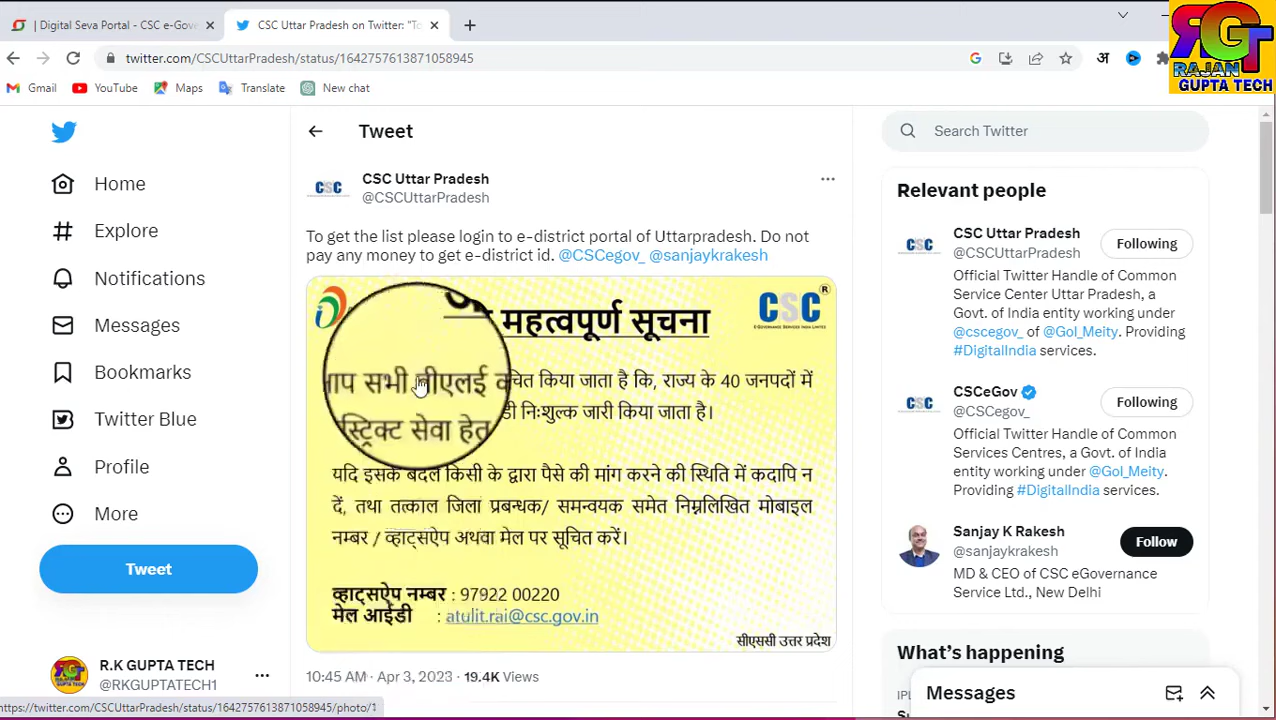 | Digital Seva Portal - CSC e-Gove
CSC Uttar Pradesh on Twitter: "To
twitter.com/CSCUttarPradesh/status/1642757613871058945
Gmail
YouTube
Maps
Translate
New chat
RGT
RAJAN
GUPTA TECH
Home
Explore
Notifications
Messages
Bookmarks
Twitter Blue
Profile
More
Tweet
R.K GUPTA TECH
@RKGUPTATECH1
Tweet
CSC Uttar Pradesh
@CSCUttarPradesh
To get the list please login to e-district portal of Uttarpradesh. Do not
pay any money to get e-district id. @CSCegov_ @sanjaykrakesh
महत्वपूर्ण सूचना
CSC
सभी वीएलई
किया जाता है कि, राज्य के 40 जनपदों में
स्ट्रिक्ट सेवा हेतु डी निःशुल्क जारी किया जाता है।
यदि इसके बदले किसी के द्वारा पैसे की मांग करने की स्थिति में कदापि न
दें, तथा तत्काल जिला प्रबन्धक/ समन्वयक समेत निम्नलिखित मोबाइल
नम्बर / व्हाट्सऐप अथवा मेल पर सूचित करें।
व्हाट्सऐप नम्बर : 97922 00220
मेल आईडी : atulit.rai@csc.gov.in
सीएससी उत्तर प्रदेश
10:45 AM · Apr 3, 2023 · 19.4K Views
Search Twitter
Relevant people
CSC Uttar Pradesh
@CSCUttarPradesh
Following
Official Twitter Handle of Common
Service Center Uttar Pradesh, a
Govt. of India entity working under
@cscegov_ of @GoI_Meity. Providing
#DigitalIndia services.
CSCeGov
@CSCegov_
Following
Official Twitter Handle of Common
Services Centres, a Govt. of India
entity working under @GoI_Meity.
Providing #DigitalIndia services.
Sanjay K Rakesh
@sanjaykrakesh
Follow
MD & CEO of CSC eGovernance
Service Ltd., New Delhi
What's happening
Messages
https://twitter.com/CSCUttarPradesh/status/1642757613871058945/photo/1